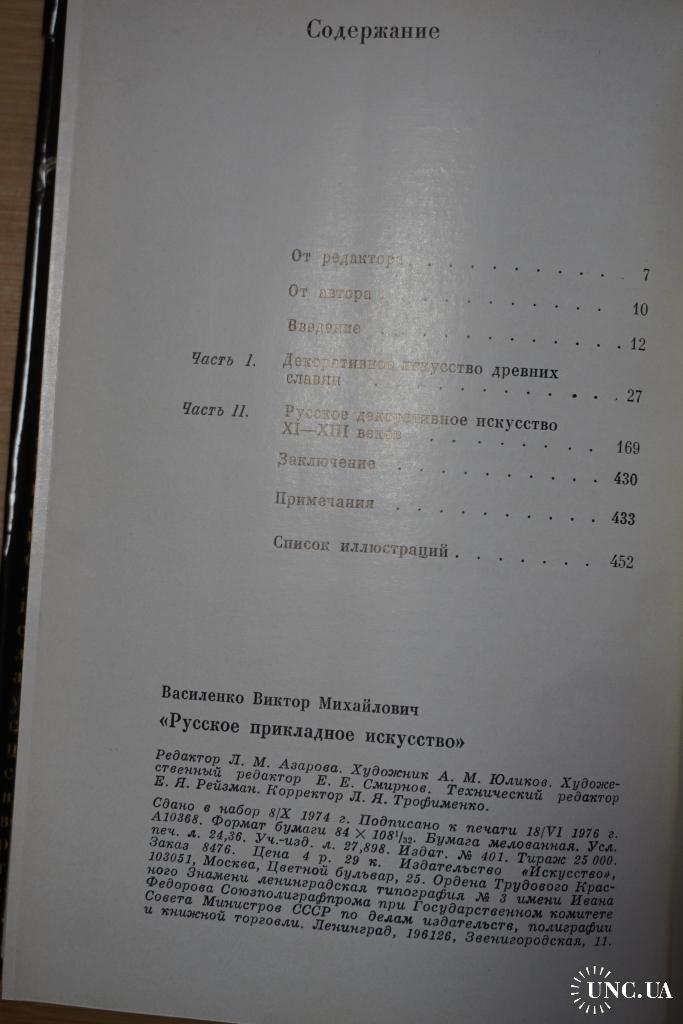 Содержание
От редактора . . . . . . . . . . 7
От автора . . . . . . . . . . 10
Введение . . . . . . . . . . 12
Часть I. Декоративное искусство древних
славян . . . . . . . . . . 27
Часть II. Русское декоративное искусство
XI—XIII веков . . . . . . . . 169
Заключение . . . . . . . . . 430
Примечания . . . . . . . . . 433
Список иллюстраций . . . . . . . 452
Василенко Виктор Михайлович
«Русское прикладное искусство»
Редактор Л. М. Азарова. Художник А. М. Юликов. Художе-
ственный редактор Е. Е. Смирнов. Технический редактор
Е. Я. Рейзман. Корректор Л. Я. Трофименко.
Сдано в набор 8/X 1974 г. Подписано к печати 18/VI 1976 г.
А10368. Формат бумаги 84 × 108 1/32. Бумага мелованная. Усл.
печ. л. 24,36. Уч.-изд. л. 27,898. Издат. № 401. Тираж 25 000.
Заказ 8476. Цена 4 р. 29 к. Издательство «Искусство»,
103051, Москва, Цветной бульвар, 25. Ордена Трудового Крас-
ного Знамени ленинградская типография № 3 имени Ивана
Федорова Союзполиграфпрома при Государственном комитете
Совета Министров СССР по делам издательств, полиграфии
и книжной торговли. Ленинград, 196126, Звенигородская, 11.
UNC.UA